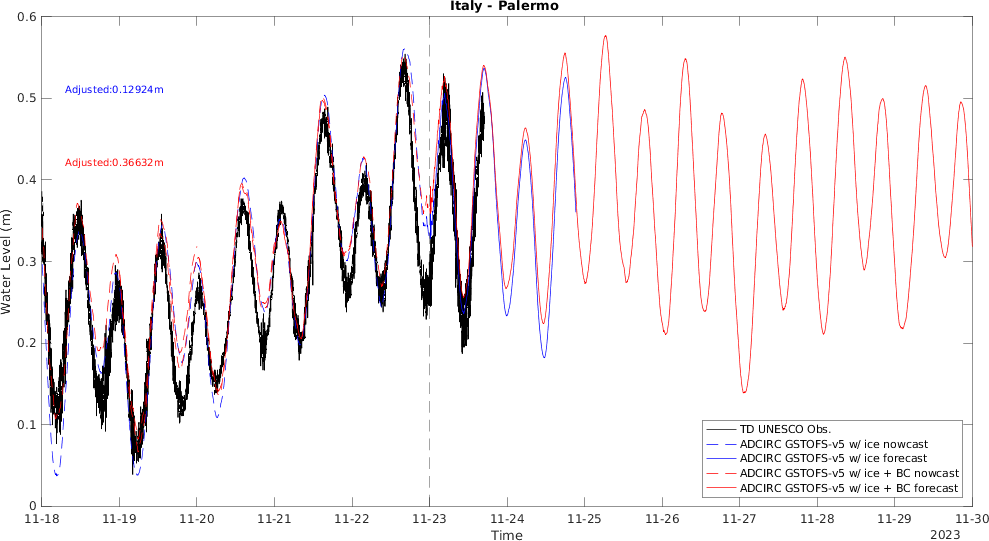 Italy - Palermo
0.6
0.5
0.4
0.3
0.2
0.1
0
Water Level (m)
Adjusted:0.12924m
Adjusted:0.36632m
TD UNESCO Obs.
ADCIRC GSTOFS-v5 w/ ice nowcast
ADCIRC GSTOFS-v5 w/ ice forecast
ADCIRC GSTOFS-v5 w/ ice + BC nowcast
ADCIRC GSTOFS-v5 w/ ice + BC forecast
11-18 11-19 11-20 11-21 11-22 11-23 11-24 11-25 11-26 11-27 11-28 11-29 11-30
Time
2023